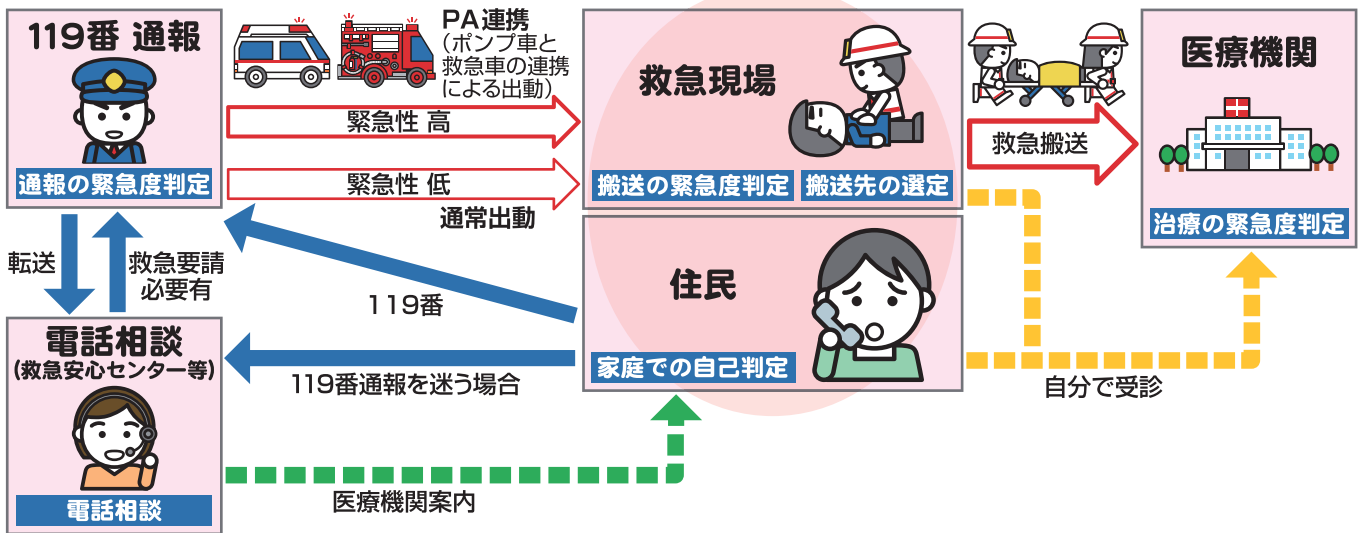 119番 通報
通報の緊急度判定
PA連携
(ポンプ車と
救急車の連携
による出動)
緊急性 高
緊急性 低
通常出動
救急現場
搬送の緊急度判定
搬送先の選定
救急搬送
医療機関
治療の緊急度判定
転送
救急要請
必要有
119番
住民
家庭での自己判定
電話相談
(救急安心センター等)
電話相談
119番通報を迷う場合
自分で受診
医療機関案内